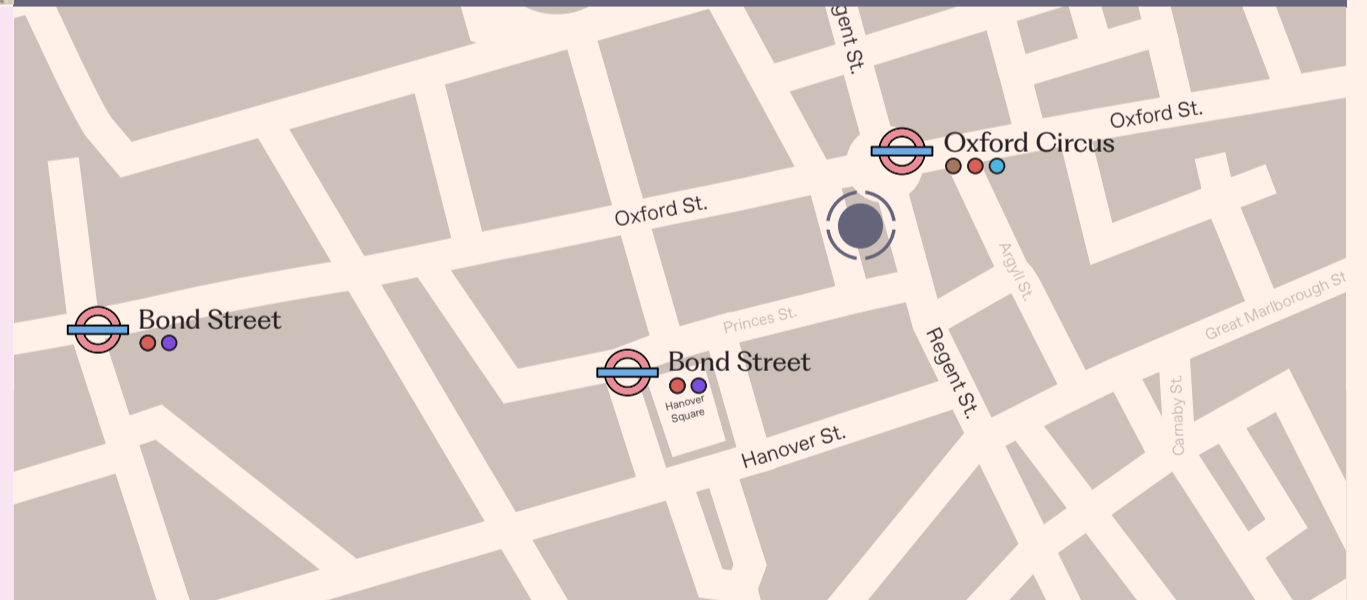 gent St.
Oxford St.
Oxford Circus
Oxford St.
Argyll St.
Great Marlborough St
Bond Street
Princes St.
Regent St.
Bond Street
Hanover
Square
Carnaby St.
Hanover St.